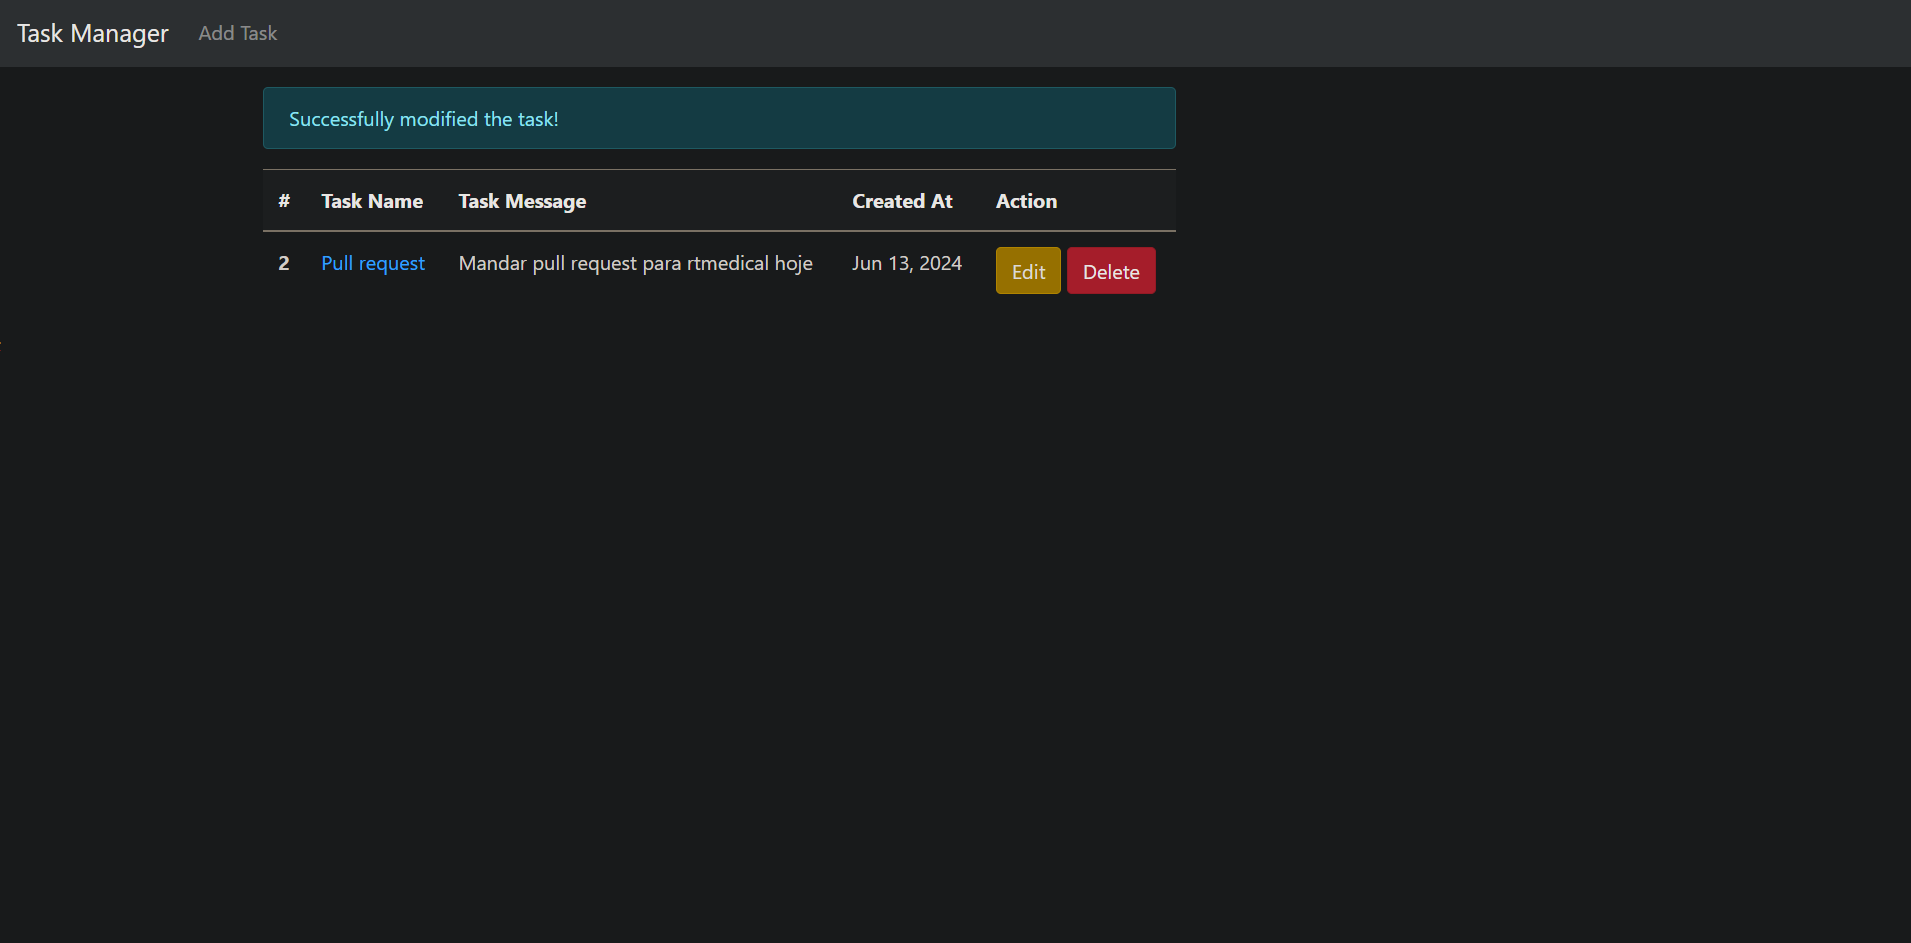 Task Manager Add Task
Successfully modified the task!
# Task Name Task Message Created At Action
2 Pull request Mandar pull request para rtmedical hoje Jun 13, 2024 Edit Delete